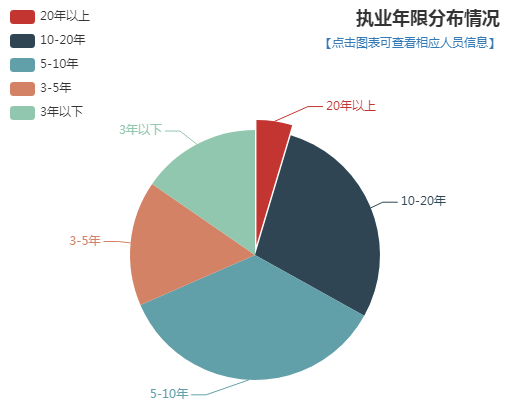 20年以上
10-20年
5-10年
3-5年
3年以下
执业年限分布情况
【点击图表可查看相应人员信息】
20年以上
3年以下
10-20年
3-5年
5-10年